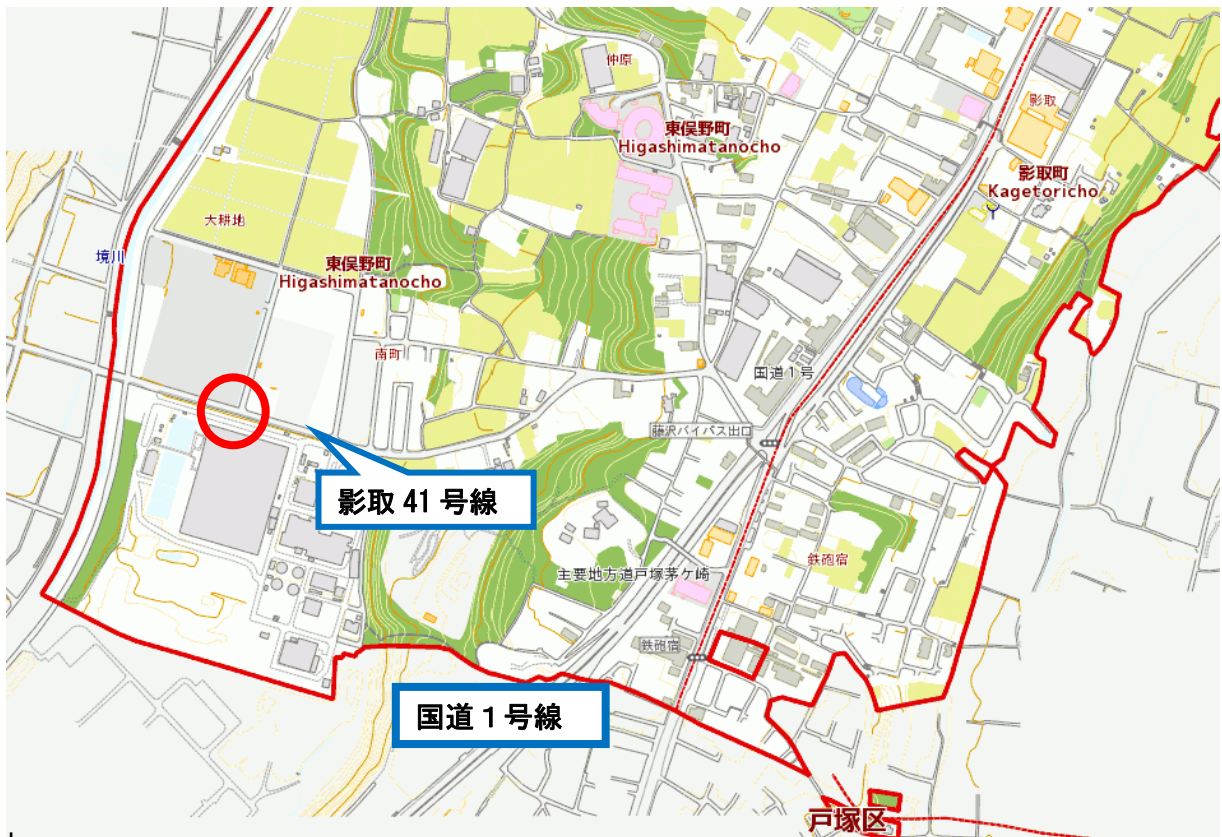 仲原
東俣野町
Higashimatanocho
影取
影取町
Kagetoricho
大耕地
境川
東俣野町
Higashimatanocho
南町
国道1号
藤沢バイパス出口
影取 41 号線
鉄砲宿
主要地方道戸塚茅ケ崎
鉄砲宿
国道 1 号線
戸塚区